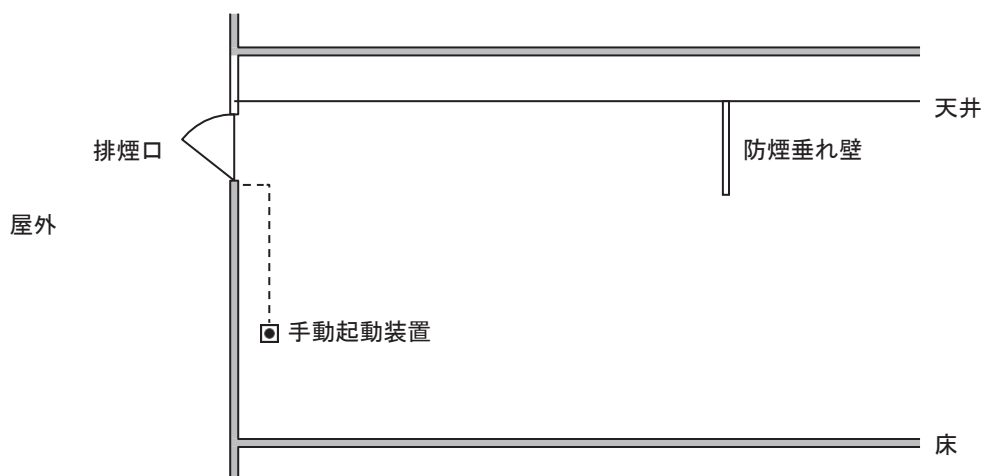 天井
排煙口
防煙垂れ壁
屋外
手動起動装置
床